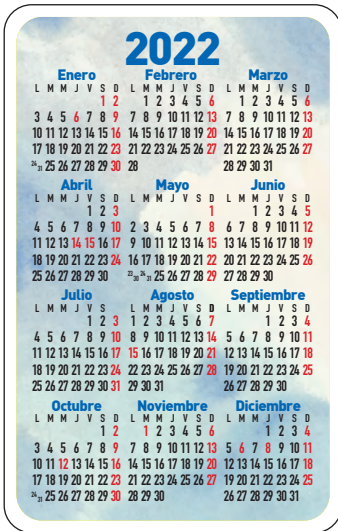 2022
Enero Febrero Marzo
L M M J V S D L M M J V S D L M M J V S D
1 2 1 2 3 4 5 6 1 2 3 4 5 6
3 4 5 6 7 8 9 7 8 9 10 11 12 13 7 8 9 10 11 12 13
10 11 12 13 14 15 16 14 15 16 17 18 19 20 14 15 16 17 18 19 20
17 18 19 20 21 22 23 21 22 23 24 25 26 27 21 22 23 24 25 26 27
24 31 25 26 27 28 29 30 28 28 29 30 31
Abril Mayo Junio
L M M J V S D L M M J V S D L M M J V S D
1 2 3 1 1 2 3 4 5
4 5 6 7 8 9 10 2 3 4 5 6 7 8 6 7 8 9 10 11 12
11 12 13 14 15 16 17 9 10 11 12 13 14 15 13 14 15 16 17 18 19
18 19 20 21 22 23 24 16 17 18 19 20 21 22 20 21 22 23 24 25 26
25 26 27 28 29 30 23 30 24 31 25 26 27 28 29 27 28 29 30
Julio Agosto Septiembre
L M M J V S D L M M J V S D L M M J V S D
1 2 3 1 2 3 4 5 6 7 1 2 3 4
4 5 6 7 8 9 10 8 9 10 11 12 13 14 5 6 7 8 9 10 11
11 12 13 14 15 16 17 15 16 17 18 19 20 21 12 13 14 15 16 17 18
18 19 20 21 22 23 24 22 23 24 25 26 27 28 19 20 21 22 23 24 25
25 26 27 28 29 30 31 29 30 31 26 27 28 29 30
Octubre Noviembre Diciembre
L M M J V S D L M M J V S D L M M J V S D
1 2 1 2 3 4 5 6 1 2 3 4
3 4 5 6 7 8 9 7 8 9 10 11 12 13 5 6 7 8 9 10 11
10 11 12 13 14 15 16 14 15 16 17 18 19 20 12 13 14 15 16 17 18
17 18 19 20 21 22 23 21 22 23 24 25 26 27 19 20 21 22 23 24 25
24 31 25 26 27 28 29 30 28 29 30 26 27 28 29 30 31